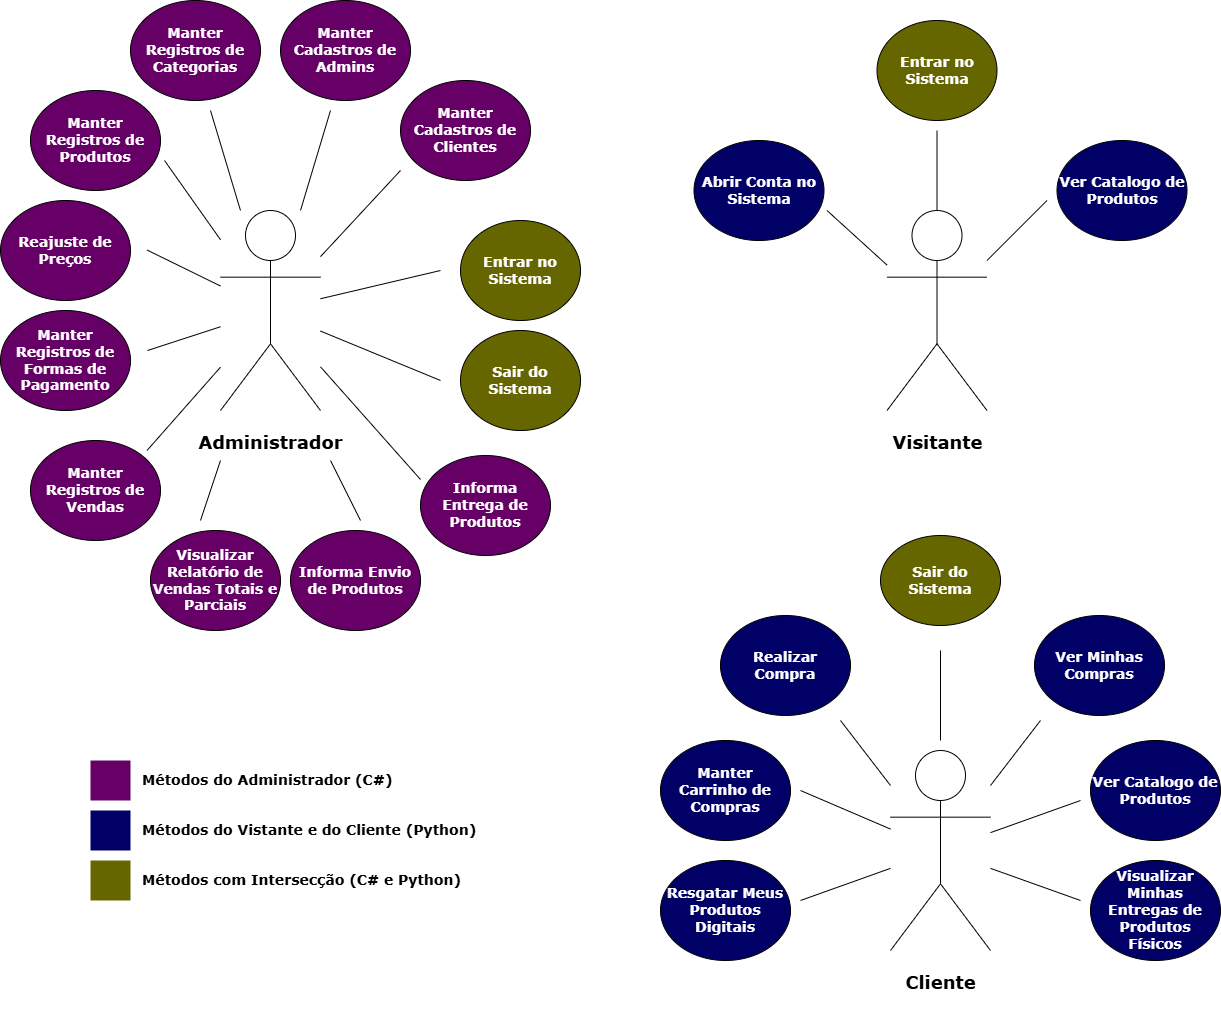 Manter
Registros de
Categorias
Manter
Cadastros de
Admins
Manter
Cadastros de
Clientes
Manter
Registros de
Produtos
Reajuste de
Preços
Entrar no
Sistema
Manter
Registros de
Formas de
Pagamento
Sair do
Sistema
Administrador
Manter
Registros de
Vendas
Informa
Entrega de
Produtos
Visualizar
Relatório de
Vendas Totais e
Parciais
Informa Envio
de Produtos
Entrar no
Sistema
Abrir Conta no
Sistema
Ver Catalogo de
Produtos
Visitante
Sair do
Sistema
Realizar
Compra
Ver Minhas
Compras
Manter
Carrinho de
Compras
Ver Catalogo de
Produtos
Resgatar Meus
Produtos
Digitais
Visualizar
Minhas
Entregas de
Produtos
Físicos
Cliente
Métodos do Administrador (C#)
Métodos do Vistante e do Cliente (Python)
Métodos com Intersecção (C# e Python)